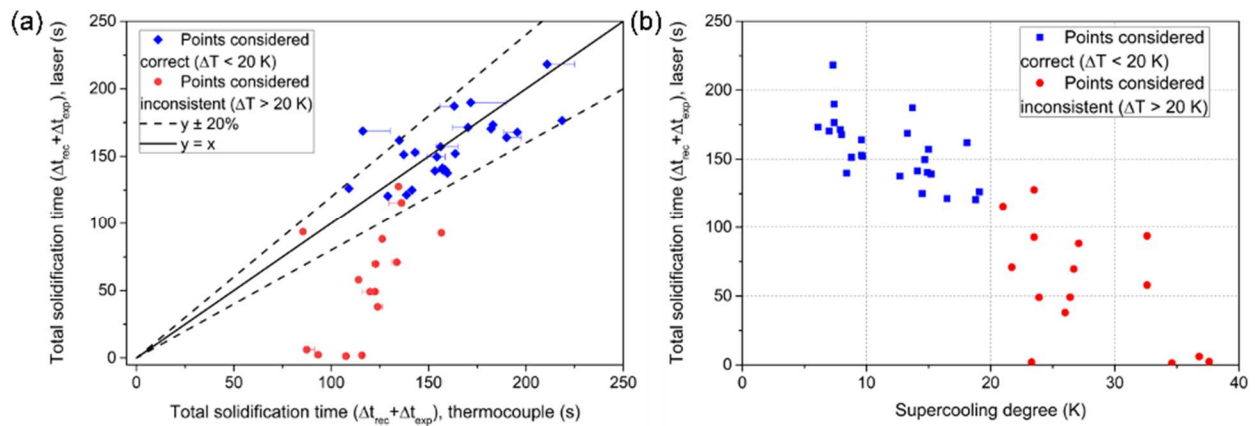 (a)
Total solidification time (Δt_rec+Δt_exp), laser (s)
250
200
150
100
50
0
Points considered
correct (ΔT < 20 K)
Points considered
inconsistent (ΔT > 20 K)
y ± 20%
y = x
0 50 100 150 200 250
Total solidification time (Δt_rec+Δt_exp), thermocouple (s)
(b)
Total solidification time (Δt_rec+Δt_exp), laser (s)
250
200
150
100
50
0
Points considered
correct (ΔT < 20 K)
Points considered
inconsistent (ΔT > 20 K)
0 10 20 30 40
Supercooling degree (K)